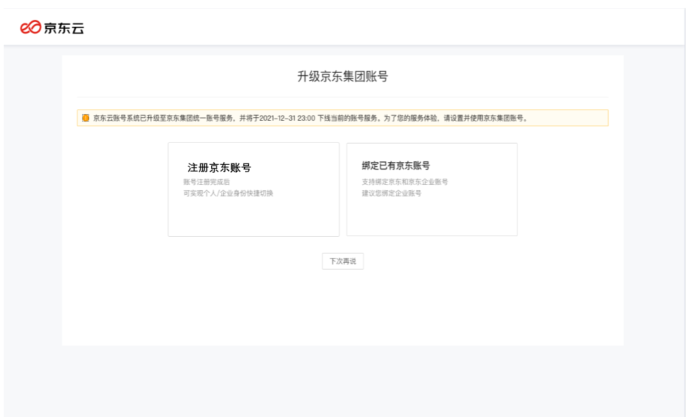 京东云
升级京东集团账号
京东云账号系统已升级至京东集团统一账号服务，并将于2021-12-31 23:00 下线当前的账号服务。为了您的服务体验，请设置并使用京东集团账号。
注册京东账号
账号注册完成后
可实现个人/企业身份快捷切换
绑定已有京东账号
支持绑定京东和京东企业账号
建议您绑定企业账号
下次再说